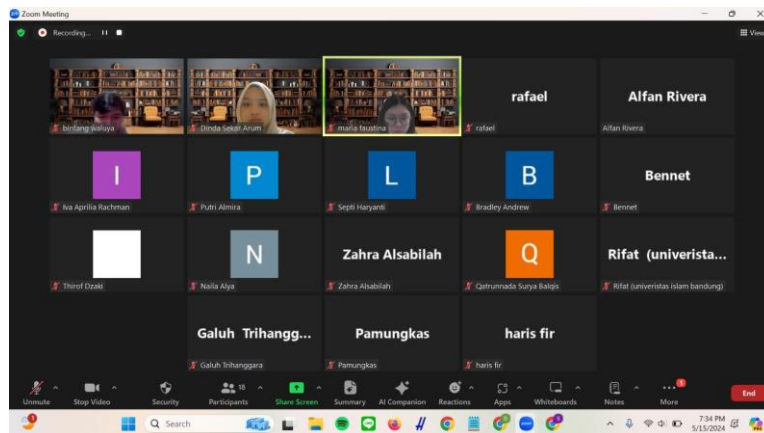 Zoom Meeting
Recording...
View
bintang waluya
Dinda Sekar Arum
maria faustina
rafael
rafael
Alfan Rivera
Alfan Rivera
I
Iva Aprilia Rachman
P
Putri Almira
L
Septi Haryanti
B
Bradley Andrew
Bennet
Bennet
Thirof Dzaki
N
Naila Alya
Zahra Alsabilah
Zahra Alsabilah
Q
Qatrunnada Surya Balqis
Rifat (univerista...
Rifat (univeristas islam bandung)
Galuh Trihangg...
Galuh Trihanggara
Pamungkas
Pamungkas
haris fir
haris fir
Unmute
Stop Video
Security
18
Participants
Share Screen
Summary
AI Companion
Reactions
Apps
Whiteboards
Notes
More
End
Search
7:34 PM
5/15/2024